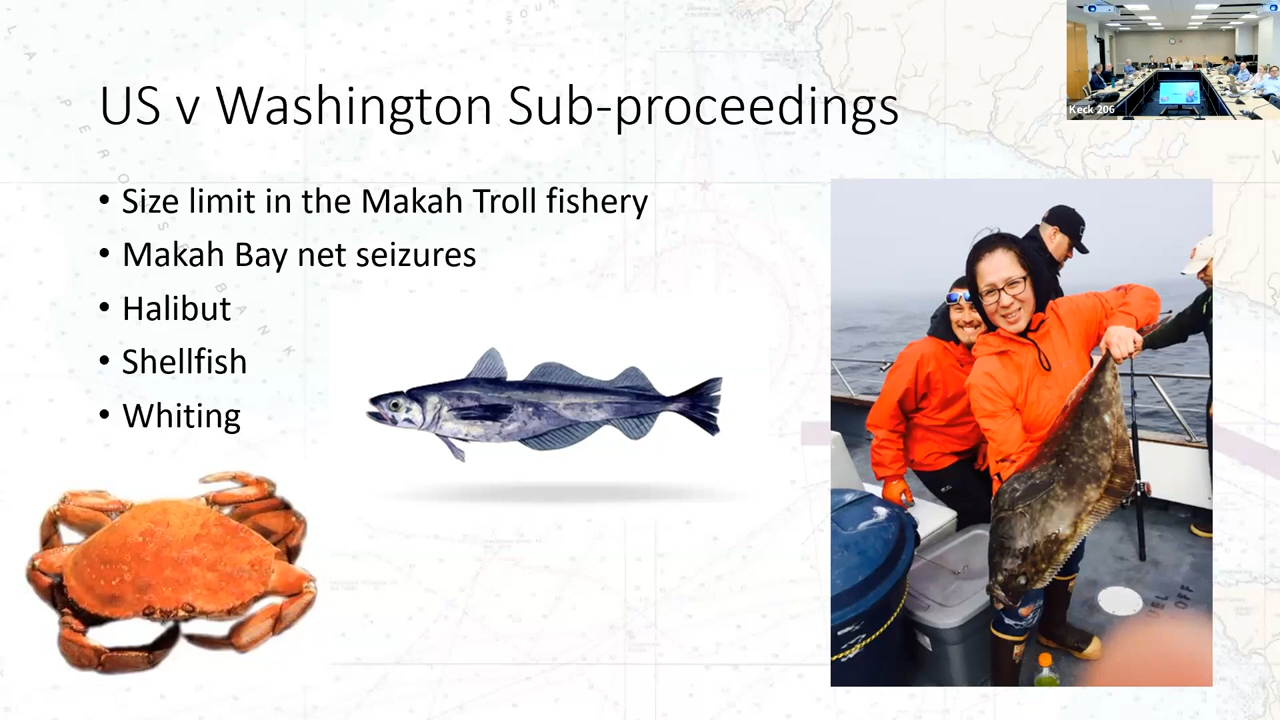 US v Washington Sub-proceedings
• Size limit in the Makah Troll fishery
• Makah Bay net seizures
• Halibut
• Shellfish
• Whiting
Keck 206
OFF